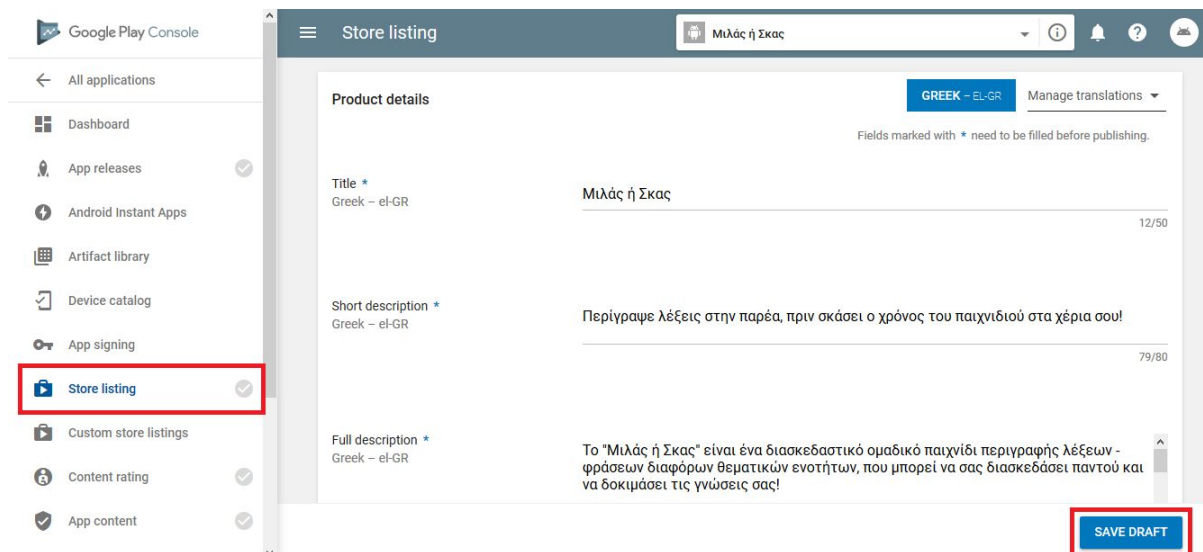 Google Play Console
All applications
Dashboard
App releases
Android Instant Apps
Artifact library
Device catalog
App signing
Store listing
Custom store listings
Content rating
App content
Store listing
Μιλάς ή Σκας
Product details
GREEK – EL-GR
Manage translations
Fields marked with * need to be filled before publishing.
Title *
Greek – el-GR
Μιλάς ή Σκας
12/50
Short description *
Greek – el-GR
Περίγραψε λέξεις στην παρέα, πριν σκάσει ο χρόνος του παιχνιδιού στα χέρια σου!
79/80
Full description *
Greek – el-GR
Το "Μιλάς ή Σκας" είναι ένα διασκεδαστικό ομαδικό παιχνίδι περιγραφής λέξεων -
φράσεων διαφόρων θεματικών ενοτήτων, που μπορεί να σας διασκεδάσει παντού και
να δοκιμάσει τις γνώσεις σας!
SAVE DRAFT